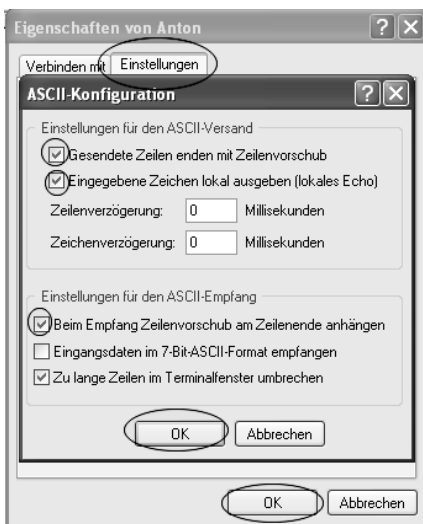 Eigenschaften von Anton
Verbinden mit Einstellungen
ASCII-Konfiguration
Einstellungen für den ASCII-Versand
Gesendete Zeilen enden mit Zeilenvorschub
Eingegebene Zeichen lokal ausgeben (lokales Echo)
Zeilenverzögerung: 0 Millisekunden
Zeichenverzögerung: 0 Millisekunden
Einstellungen für den ASCII-Empfang
Beim Empfang Zeilenvorschub am Zeilenende anhängen
Eingangsdaten im 7-Bit-ASCII-Format empfangen
Zu lange Zeilen im Terminalfenster umbrechen
OK Abbrechen
OK Abbrechen